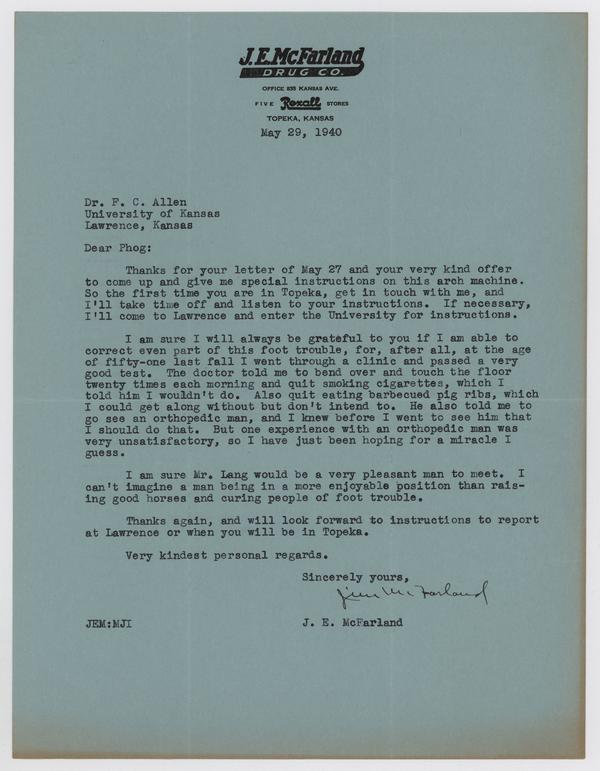 J. E. McFarland
DRUG CO.
OFFICE 835 KANSAS AVE.
FIVE Rexall STORES
TOPEKA, KANSAS
May 29, 1940
Dr. F. C. Allen
University of Kansas
Lawrence, Kansas
Dear Phog:
Thanks for your letter of May 27 and your very kind offer
to come up and give me special instructions on this arch machine.
So the first time you are in Topeka, get in touch with me, and
I'll take time off and listen to your instructions. If necessary,
I'll come to Lawrence and enter the University for instructions.
I am sure I will always be grateful to you if I am able to
correct even part of this foot trouble, for, after all, at the age
of fifty-one last fall I went through a clinic and passed a very
good test. The doctor told me to bend over and touch the floor
twenty times each morning and quit smoking cigarettes, which I
told him I wouldn't do. Also quit eating barbecued pig ribs, which
I could get along without but don't intend to. He also told me to
go see an orthopedic man, and I knew before I went to see him that
I should do that. But one experience with an orthopedic man was
very unsatisfactory, so I have just been hoping for a miracle I
guess.
I am sure Mr. Lang would be a very pleasant man to meet. I
can't imagine a man being in a more enjoyable position than rais-
ing good horses and curing people of foot trouble.
Thanks again, and will look forward to instructions to report
at Lawrence or when you will be in Topeka.
Very kindest personal regards.
Sincerely yours,
Jim McFarland
JEM:MJI J. E. McFarland